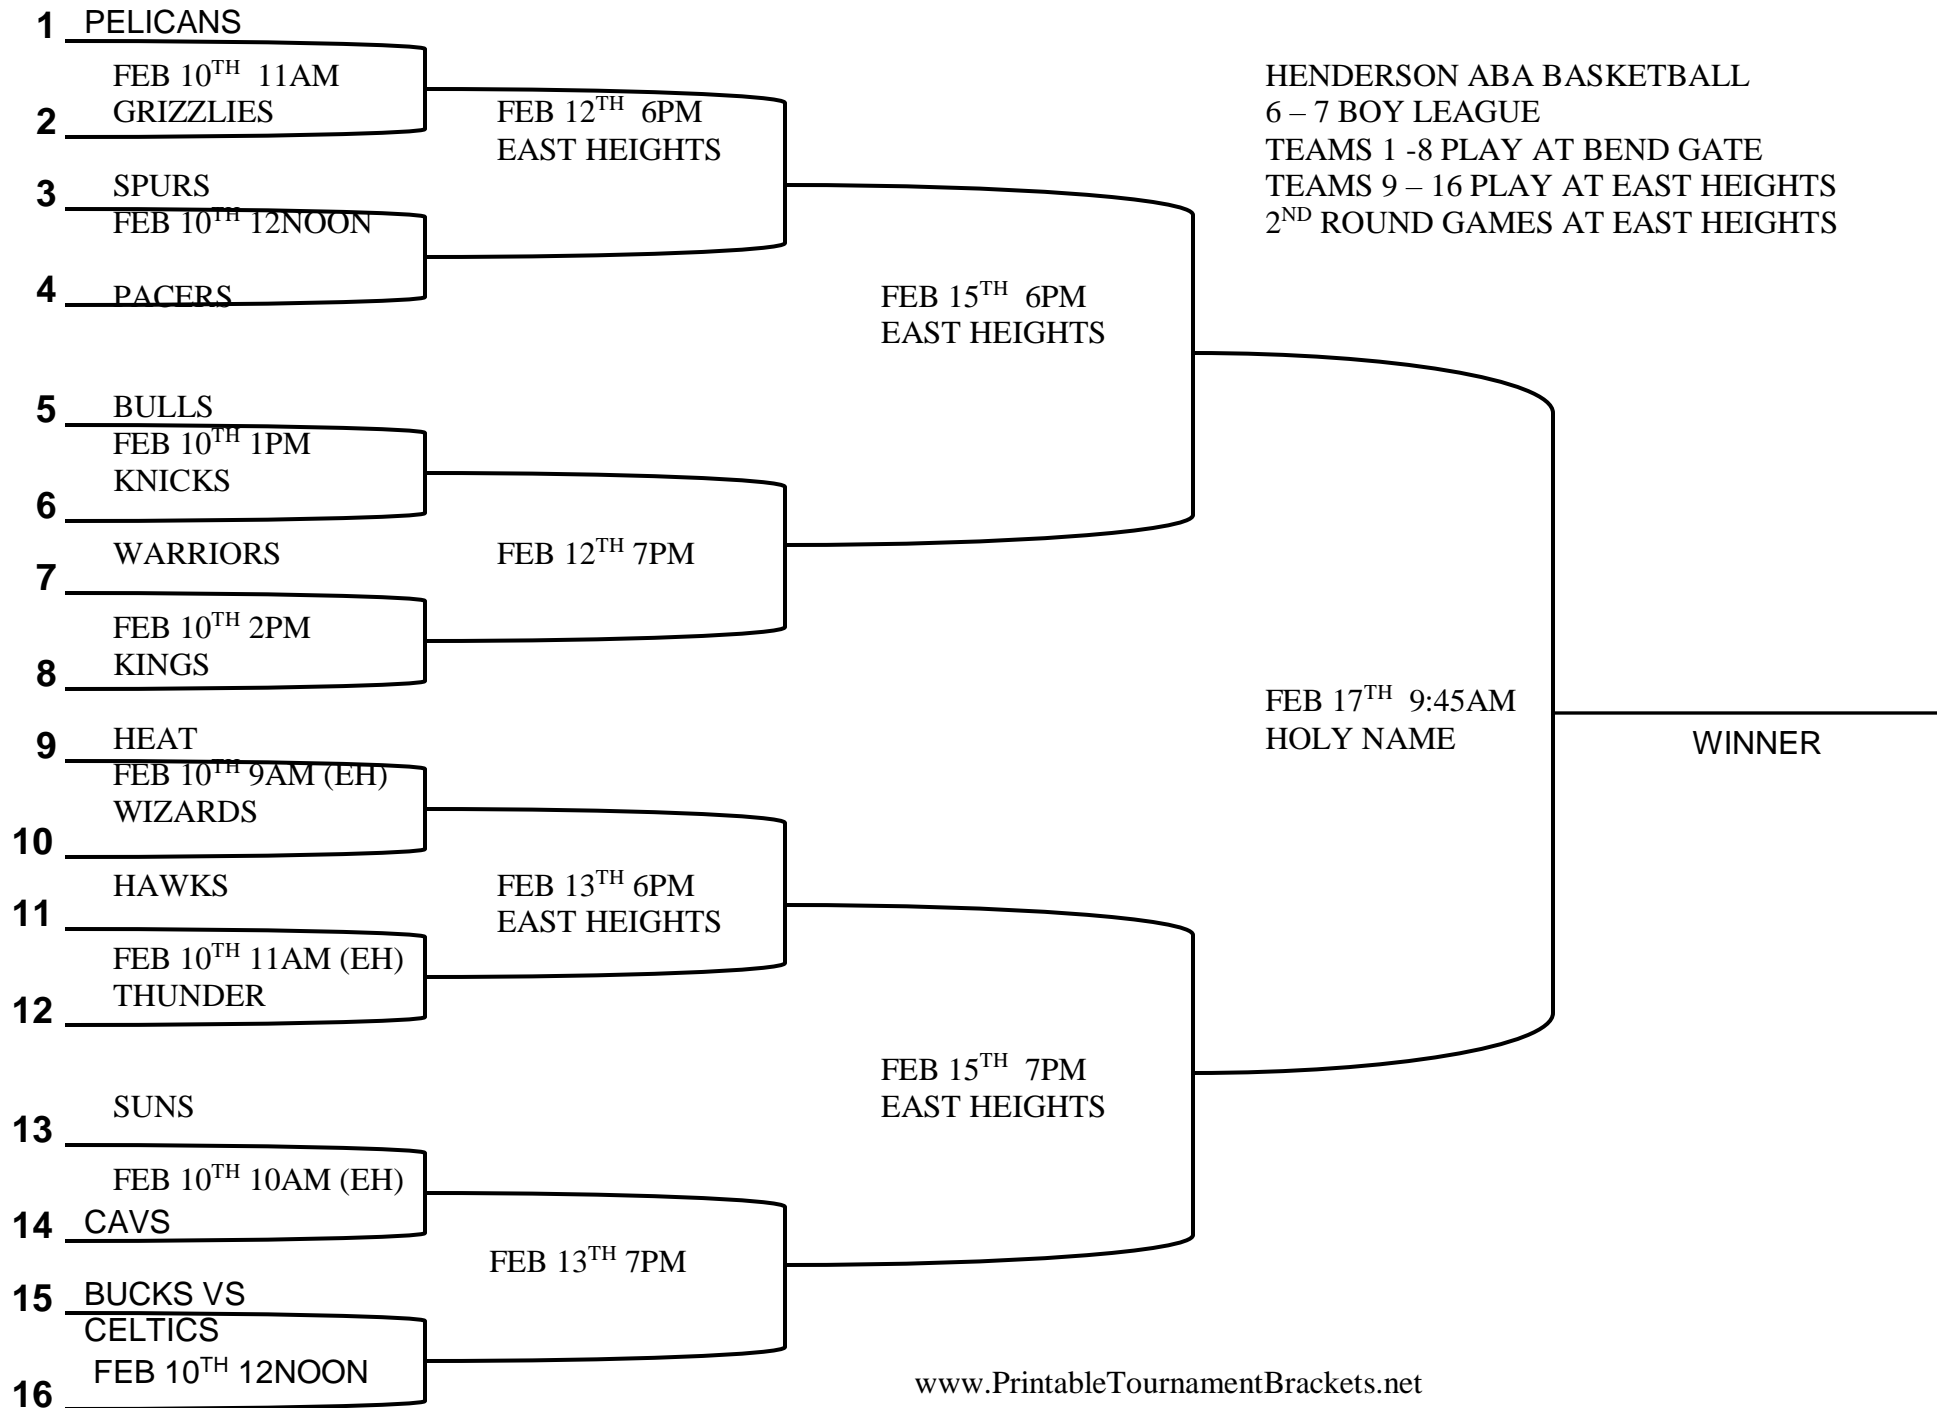 1 PELICANS
FEB 10TH 11AM
2 GRIZZLIES
3 SPURS
FEB 10TH 12NOON
4 PACERS
5 BULLS
FEB 10TH 1PM
KNICKS
6
WARRIORS
7
FEB 10TH 2PM
KINGS
8
9 HEAT
FEB 10TH 9AM (EH)
WIZARDS
10
HAWKS
11
FEB 10TH 11AM (EH)
THUNDER
12
SUNS
13
FEB 10TH 10AM (EH)
14 CAVS
15 BUCKS VS
CELTICS
FEB 10TH 12NOON
16
FEB 12TH 6PM
EAST HEIGHTS
FEB 12TH 7PM
FEB 13TH 6PM
EAST HEIGHTS
FEB 13TH 7PM
FEB 15TH 6PM
EAST HEIGHTS
FEB 15TH 7PM
EAST HEIGHTS
HENDERSON ABA BASKETBALL
6 – 7 BOY LEAGUE
TEAMS 1 -8 PLAY AT BEND GATE
TEAMS 9 – 16 PLAY AT EAST HEIGHTS
2ND ROUND GAMES AT EAST HEIGHTS
FEB 17TH 9:45AM
HOLY NAME
WINNER
www.PrintableTournamentBrackets.net